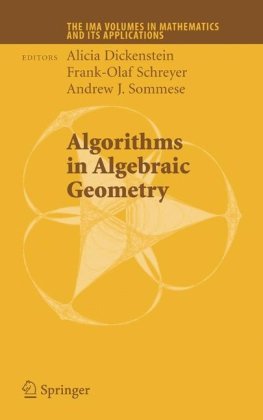 THE IMA VOLUMES IN MATHEMATICS
AND ITS APPLICATIONS
EDITORS Alicia Dickenstein
Frank-Olaf Schreyer
Andrew J. Sommese
Algorithms
in Algebraic
Geometry
Springer